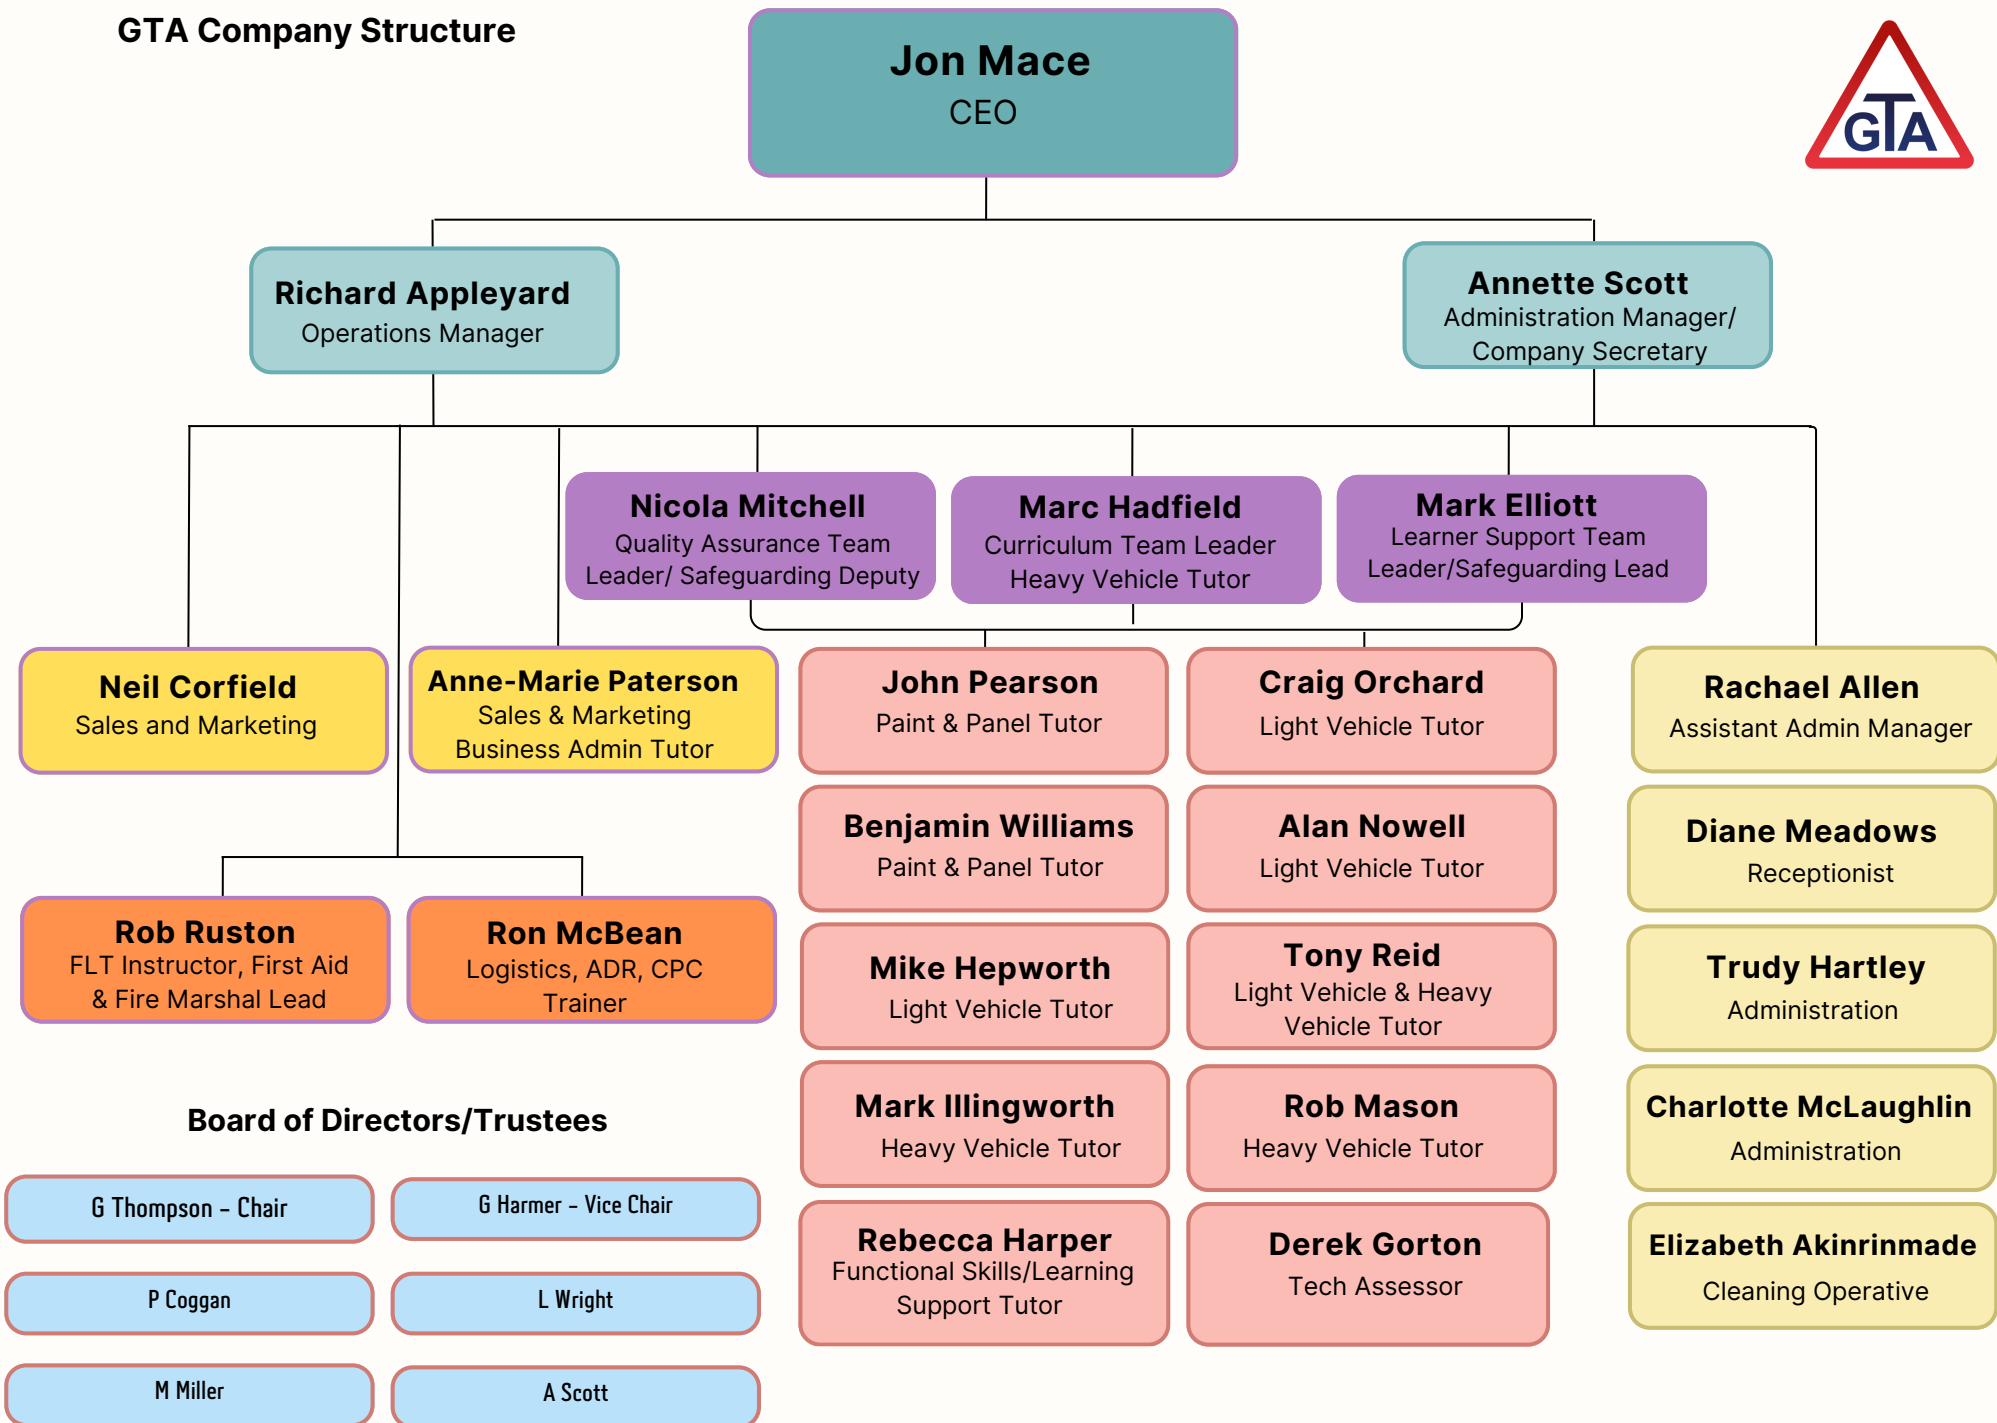 GTA Company Structure
Jon Mace
CEO
GTA
Richard Appleyard
Operations Manager
Annette Scott
Administration Manager/
Company Secretary
Nicola Mitchell
Quality Assurance Team
Leader/ Safeguarding Deputy
Marc Hadfield
Curriculum Team Leader
Heavy Vehicle Tutor
Mark Elliott
Learner Support Team
Leader/Safeguarding Lead
Neil Corfield
Sales and Marketing
Anne-Marie Paterson
Sales & Marketing
Business Admin Tutor
John Pearson
Paint & Panel Tutor
Craig Orchard
Light Vehicle Tutor
Rachael Allen
Assistant Admin Manager
Benjamin Williams
Paint & Panel Tutor
Alan Nowell
Light Vehicle Tutor
Diane Meadows
Receptionist
Rob Ruston
FLT Instructor, First Aid
& Fire Marshal Lead
Ron McBean
Logistics, ADR, CPC
Trainer
Mike Hepworth
Light Vehicle Tutor
Tony Reid
Light Vehicle & Heavy
Vehicle Tutor
Trudy Hartley
Administration
Mark Illingworth
Heavy Vehicle Tutor
Rob Mason
Heavy Vehicle Tutor
Charlotte McLaughlin
Administration
Rebecca Harper
Functional Skills/Learning
Support Tutor
Derek Gorton
Tech Assessor
Elizabeth Akinrinmade
Cleaning Operative
Board of Directors/Trustees
G Thompson - Chair
G Harmer - Vice Chair
P Coggan
L Wright
M Miller
A Scott